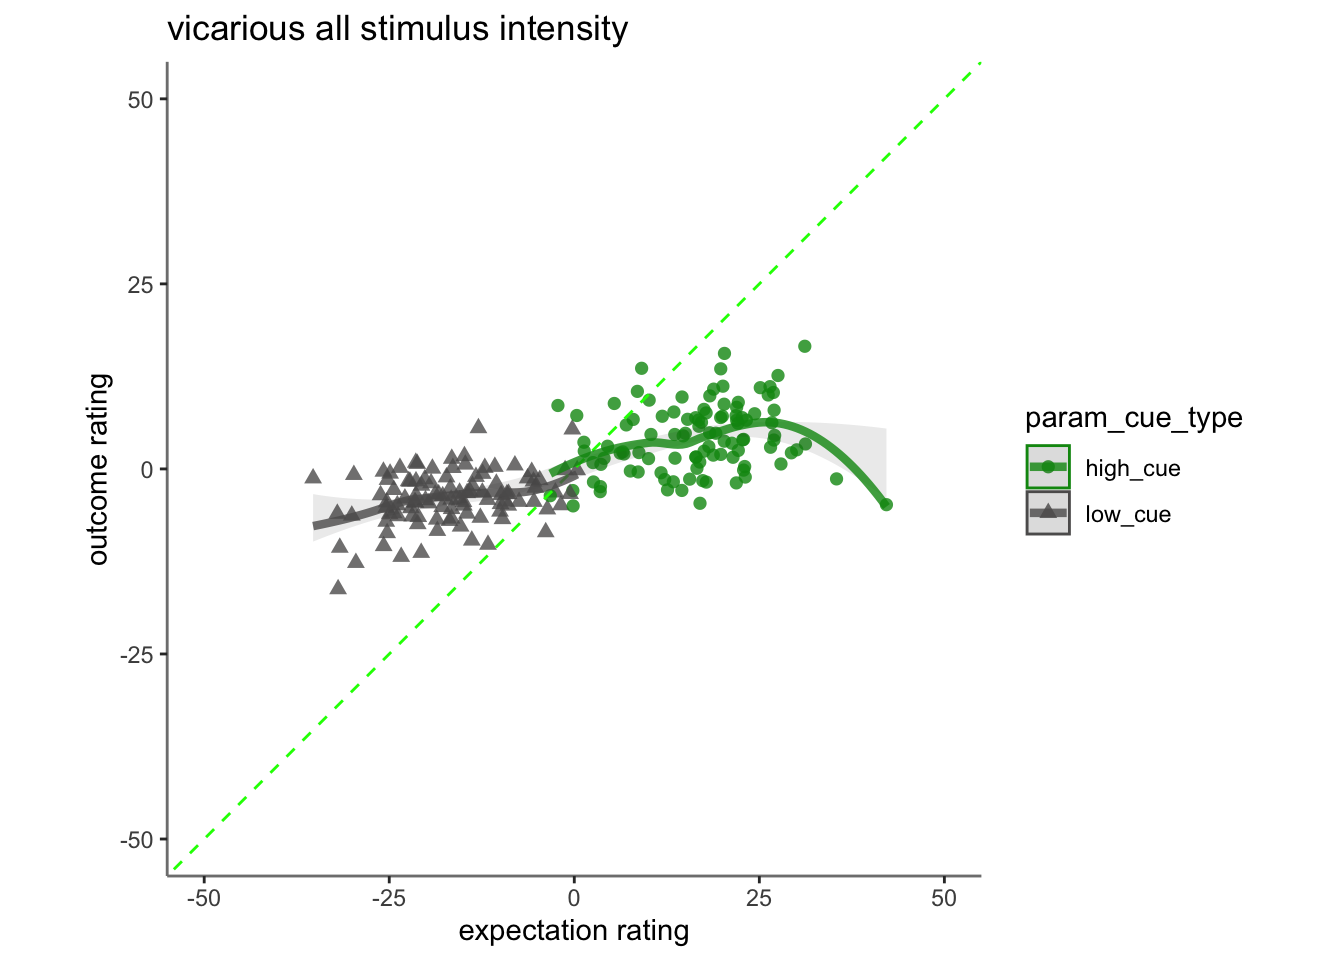 vicarious all stimulus intensity
50
25
0
-25
-50
outcome rating
-50
-25
0
25
50
expectation rating
param_cue_type
high_cue
low_cue